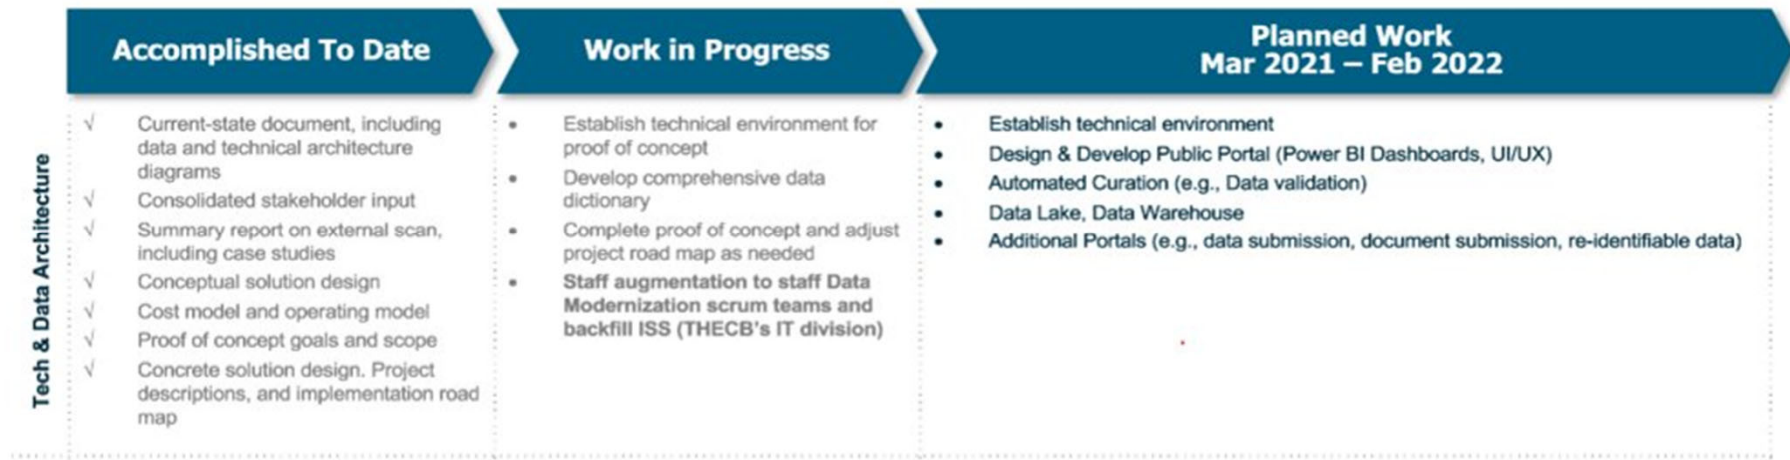 Accomplished To Date
Work in Progress
Planned Work
Mar 2021 – Feb 2022
Tech & Data Architecture
√ Current-state document, including
data and technical architecture
diagrams
√ Consolidated stakeholder input
√ Summary report on external scan,
including case studies
√ Conceptual solution design
√ Cost model and operating model
√ Proof of concept goals and scope
√ Concrete solution design. Project
descriptions, and implementation road
map
• Establish technical environment for
proof of concept
• Develop comprehensive data
dictionary
• Complete proof of concept and adjust
project road map as needed
• Staff augmentation to staff Data
Modernization scrum teams and
backfill ISS (THECB's IT division)
• Establish technical environment
• Design & Develop Public Portal (Power BI Dashboards, UI/UX)
• Automated Curation (e.g., Data validation)
• Data Lake, Data Warehouse
• Additional Portals (e.g., data submission, document submission, re-identifiable data)